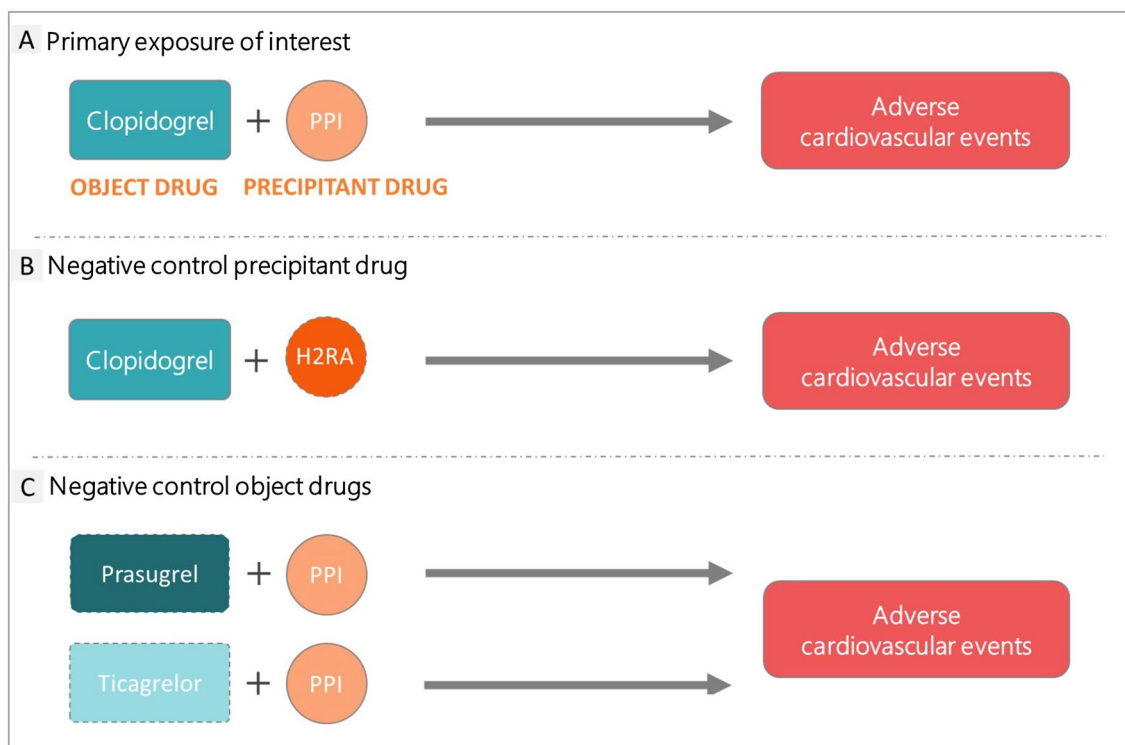 A Primary exposure of interest
Clopidogrel + PPI
Adverse
cardiovascular events
OBJECT DRUG PRECIPITANT DRUG
B Negative control precipitant drug
Clopidogrel + H2RA
Adverse
cardiovascular events
C Negative control object drugs
Prasugrel + PPI
Adverse
cardiovascular events
Ticagrelor + PPI